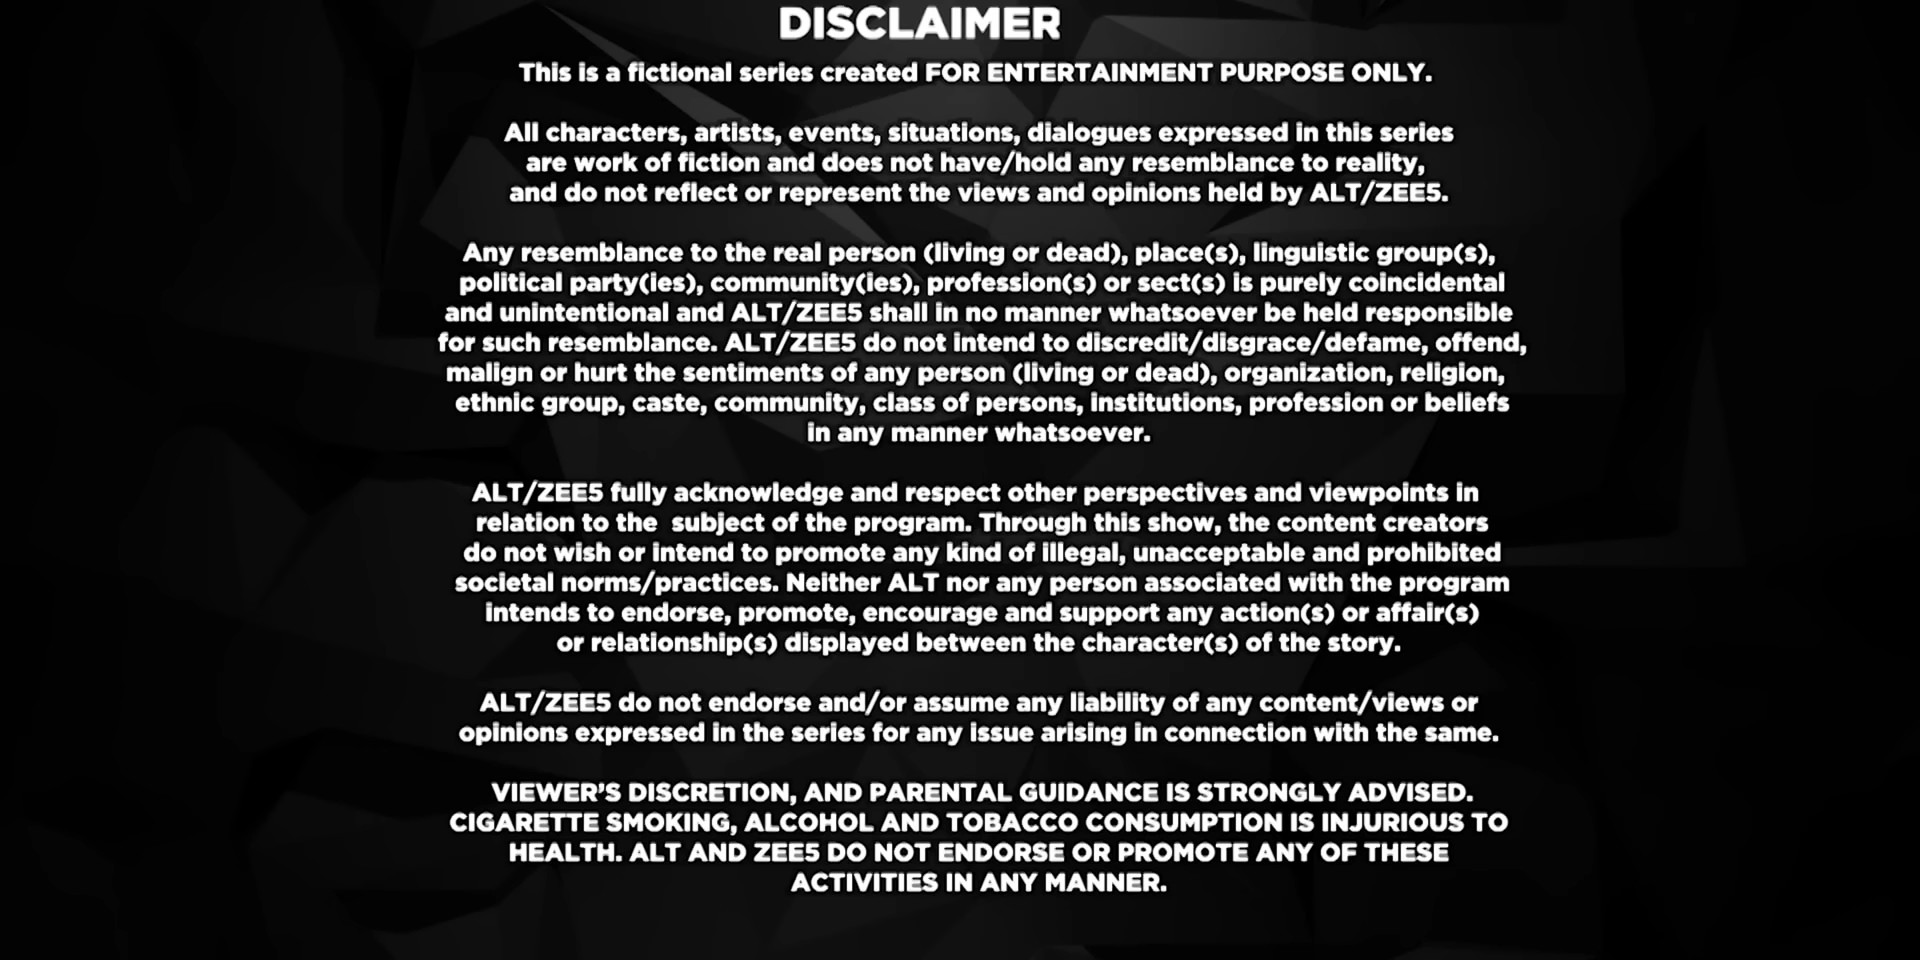 DISCLAIMER
This is a fictional series created FOR ENTERTAINMENT PURPOSE ONLY.
All characters, artists, events, situations, dialogues expressed in this series
are work of fiction and does not have/hold any resemblance to reality,
and do not reflect or represent the views and opinions held by ALT/ZEE5.
Any resemblance to the real person (living or dead), place(s), linguistic group(s),
political party(ies), community(ies), profession(s) or sect(s) is purely coincidental
and unintentional and ALT/ZEE5 shall in no manner whatsoever be held responsible
for such resemblance. ALT/ZEE5 do not intend to discredit/disgrace/defame, offend,
malign or hurt the sentiments of any person (living or dead), organization, religion,
ethnic group, caste, community, class of persons, institutions, profession or beliefs
in any manner whatsoever.
ALT/ZEE5 fully acknowledge and respect other perspectives and viewpoints in
relation to the  subject of the program. Through this show, the content creators
do not wish or intend to promote any kind of illegal, unacceptable and prohibited
societal norms/practices. Neither ALT nor any person associated with the program
intends to endorse, promote, encourage and support any action(s) or affair(s)
or relationship(s) displayed between the character(s) of the story.
ALT/ZEE5 do not endorse and/or assume any liability of any content/views or
opinions expressed in the series for any issue arising in connection with the same.
VIEWER'S DISCRETION, AND PARENTAL GUIDANCE IS STRONGLY ADVISED.
CIGARETTE SMOKING, ALCOHOL AND TOBACCO CONSUMPTION IS INJURIOUS TO
HEALTH. ALT AND ZEE5 DO NOT ENDORSE OR PROMOTE ANY OF THESE
ACTIVITIES IN ANY MANNER.